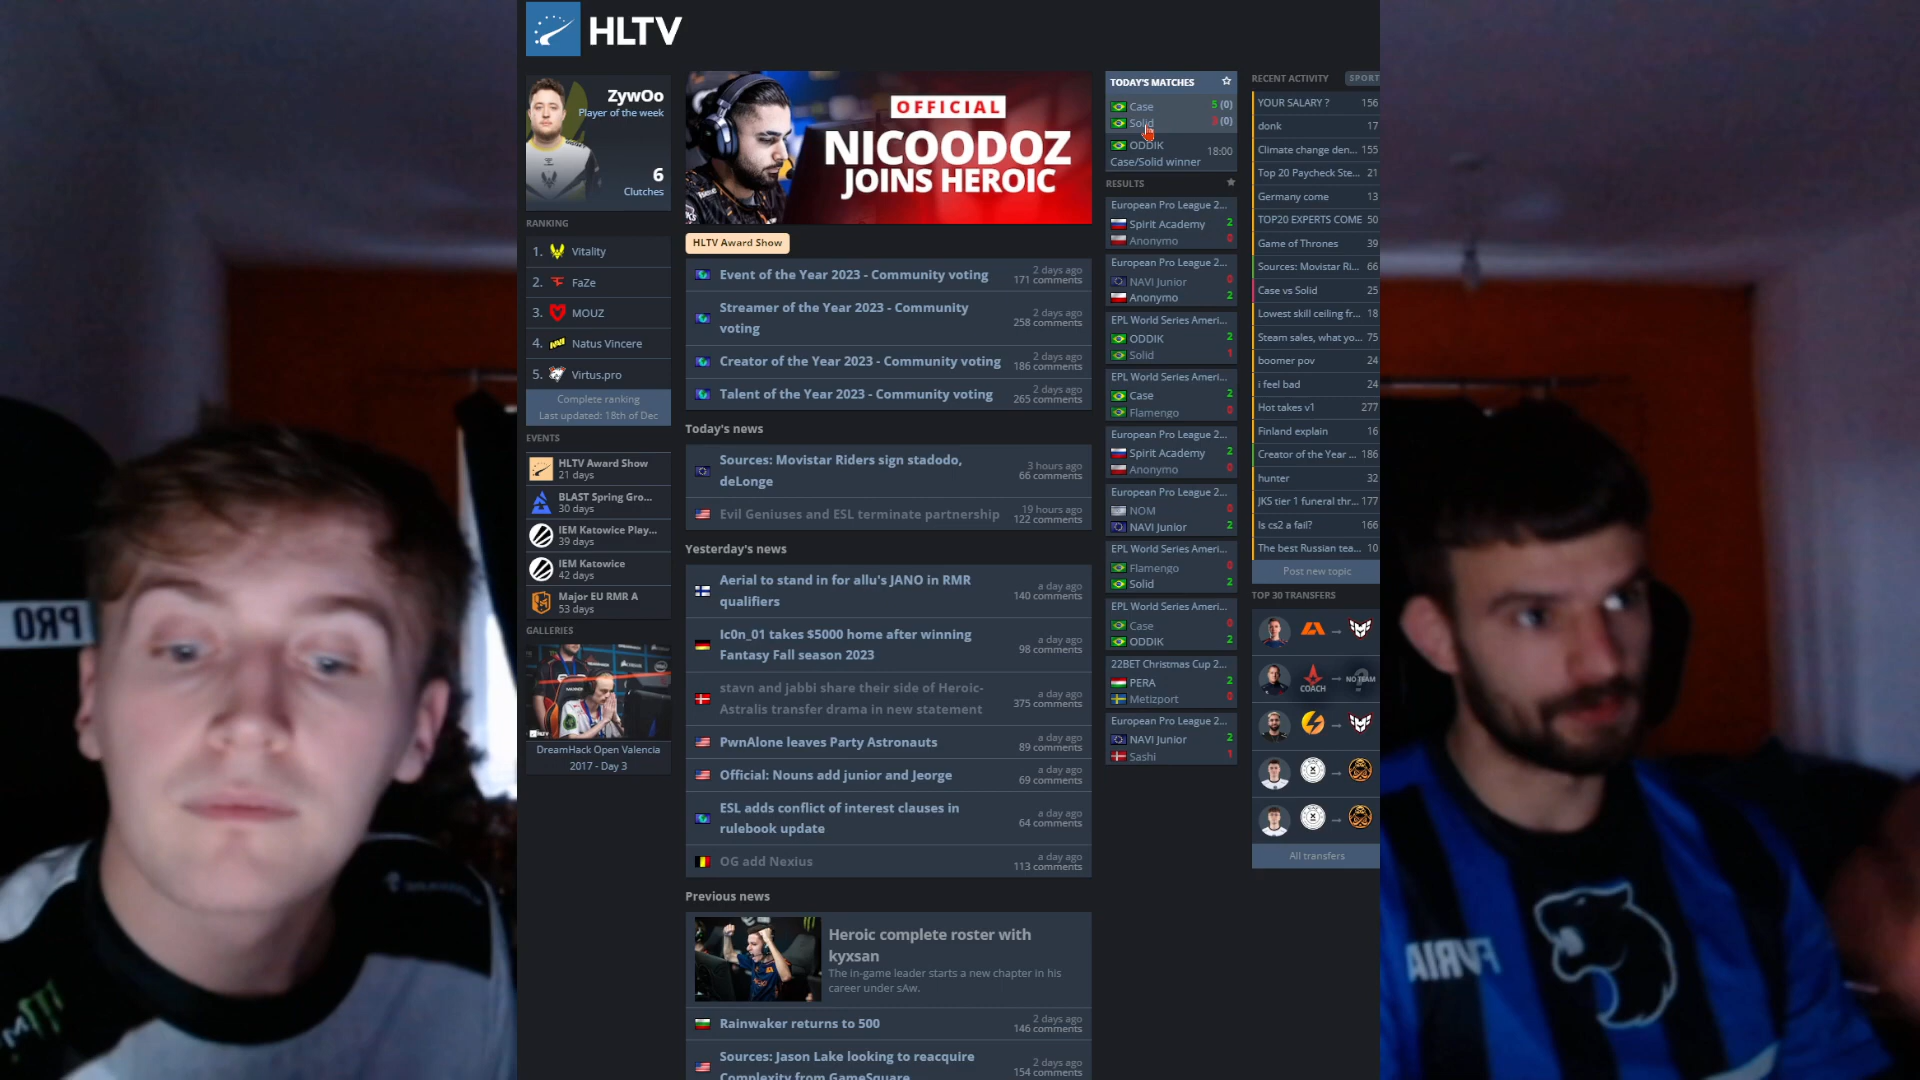 HLTV
ZywOo
Player of the week
6
Clutches
RANKING
1. Vitality
2. FaZe
3. MOUZ
4. Natus Vincere
5. Virtus.pro
Complete ranking
Last updated: 18th of Dec
EVENTS
HLTV Award Show
21 days
BLAST Spring Gro...
30 days
IEM Katowice Play...
39 days
IEM Katowice
42 days
Major EU RMR A
53 days
GALLERIES
DreamHack Open Valencia
2017 - Day 3
OFFICIAL
NICOODOZ
JOINS HEROIC
HLTV Award Show
Event of the Year 2023 - Community voting
2 days ago
171 comments
Streamer of the Year 2023 - Community
voting
2 days ago
258 comments
Creator of the Year 2023 - Community voting
2 days ago
186 comments
Talent of the Year 2023 - Community voting
2 days ago
265 comments
Today's news
Sources: Movistar Riders sign stadodo,
deLonge
3 hours ago
66 comments
Evil Geniuses and ESL terminate partnership
19 hours ago
122 comments
Yesterday's news
Aerial to stand in for allu's JANO in RMR
qualifiers
a day ago
140 comments
Ic0n_01 takes $5000 home after winning
Fantasy Fall season 2023
a day ago
98 comments
stavn and jabbi share their side of Heroic-
Astralis transfer drama in new statement
a day ago
375 comments
PwnAlone leaves Party Astronauts
a day ago
89 comments
Official: Nouns add junior and Jeorge
a day ago
69 comments
ESL adds conflict of interest clauses in
rulebook update
a day ago
64 comments
OG add Nexius
a day ago
113 comments
Previous news
Heroic complete roster with
kyxsan
The in-game leader starts a new chapter in his
career under sAw.
Rainwaker returns to 500
2 days ago
146 comments
Sources: Jason Lake looking to reacquire
Complexity from GameSquare
2 days ago
154 comments
TODAY'S MATCHES
Case 5 (0)
Solid 3 (0)
ODDIK
Case/Solid winner
18:00
RESULTS
European Pro League 2...
Spirit Academy 2
Anonymo 0
European Pro League 2...
NAVI Junior 0
Anonymo 2
EPL World Series Ameri...
ODDIK 2
Solid 1
EPL World Series Ameri...
Case 2
Flamengo 0
European Pro League 2...
Spirit Academy 2
Anonymo 0
European Pro League 2...
NOM 0
NAVI Junior 2
EPL World Series Ameri...
Flamengo 0
Solid 2
EPL World Series Ameri...
Case 0
ODDIK 2
22BET Christmas Cup 2...
PERA 2
Metizport 0
European Pro League 2...
NAVI Junior 2
Sashi 1
RECENT ACTIVITY
SPORT
YOUR SALARY ? 156
donk 17
Climate change den... 155
Top 20 Paycheck Ste... 21
Germany come 13
TOP20 EXPERTS COME 50
Game of Thrones 39
Sources: Movistar Ri... 66
Case vs Solid 25
Lowest skill ceiling fr... 18
Steam sales, what yo... 75
boomer pov 24
i feel bad 24
Hot takes v1 277
Finland explain 16
Creator of the Year ... 186
hunter 32
JKS tier 1 funeral thr... 177
Is cs2 a fail? 166
The best Russian tea... 10
Post new topic
TOP 30 TRANSFERS
COACH
NO TEAM
All transfers
PRO
FURIA